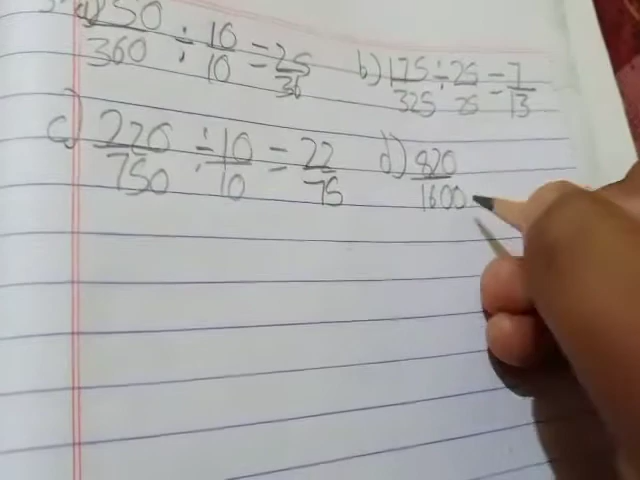 a) 250/360 ÷ 10/10 = 25/36
b) 175/325 ÷ 25/25 = 7/13
c) 220/750 ÷ 10/10 = 22/75
d) 820/1600